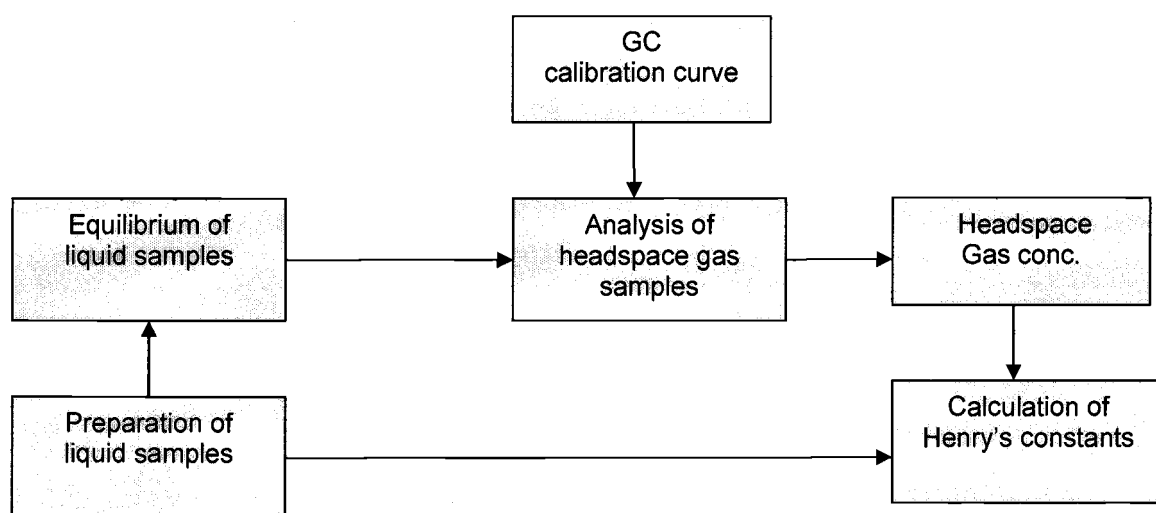 GC
calibration curve
Equilibrium of
liquid samples
Analysis of
headspace gas
samples
Headspace
Gas conc.
Preparation of
liquid samples
Calculation of
Henry's constants